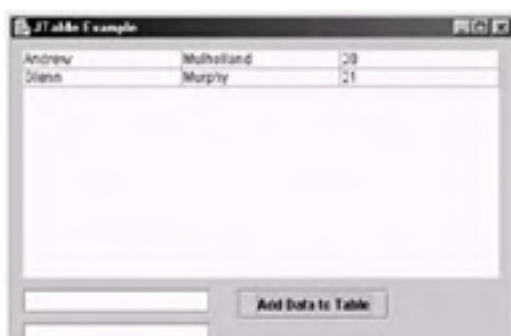 JTable Example
Andrew Mulholland 20
Glenn Murphy 21
Add Data to Table